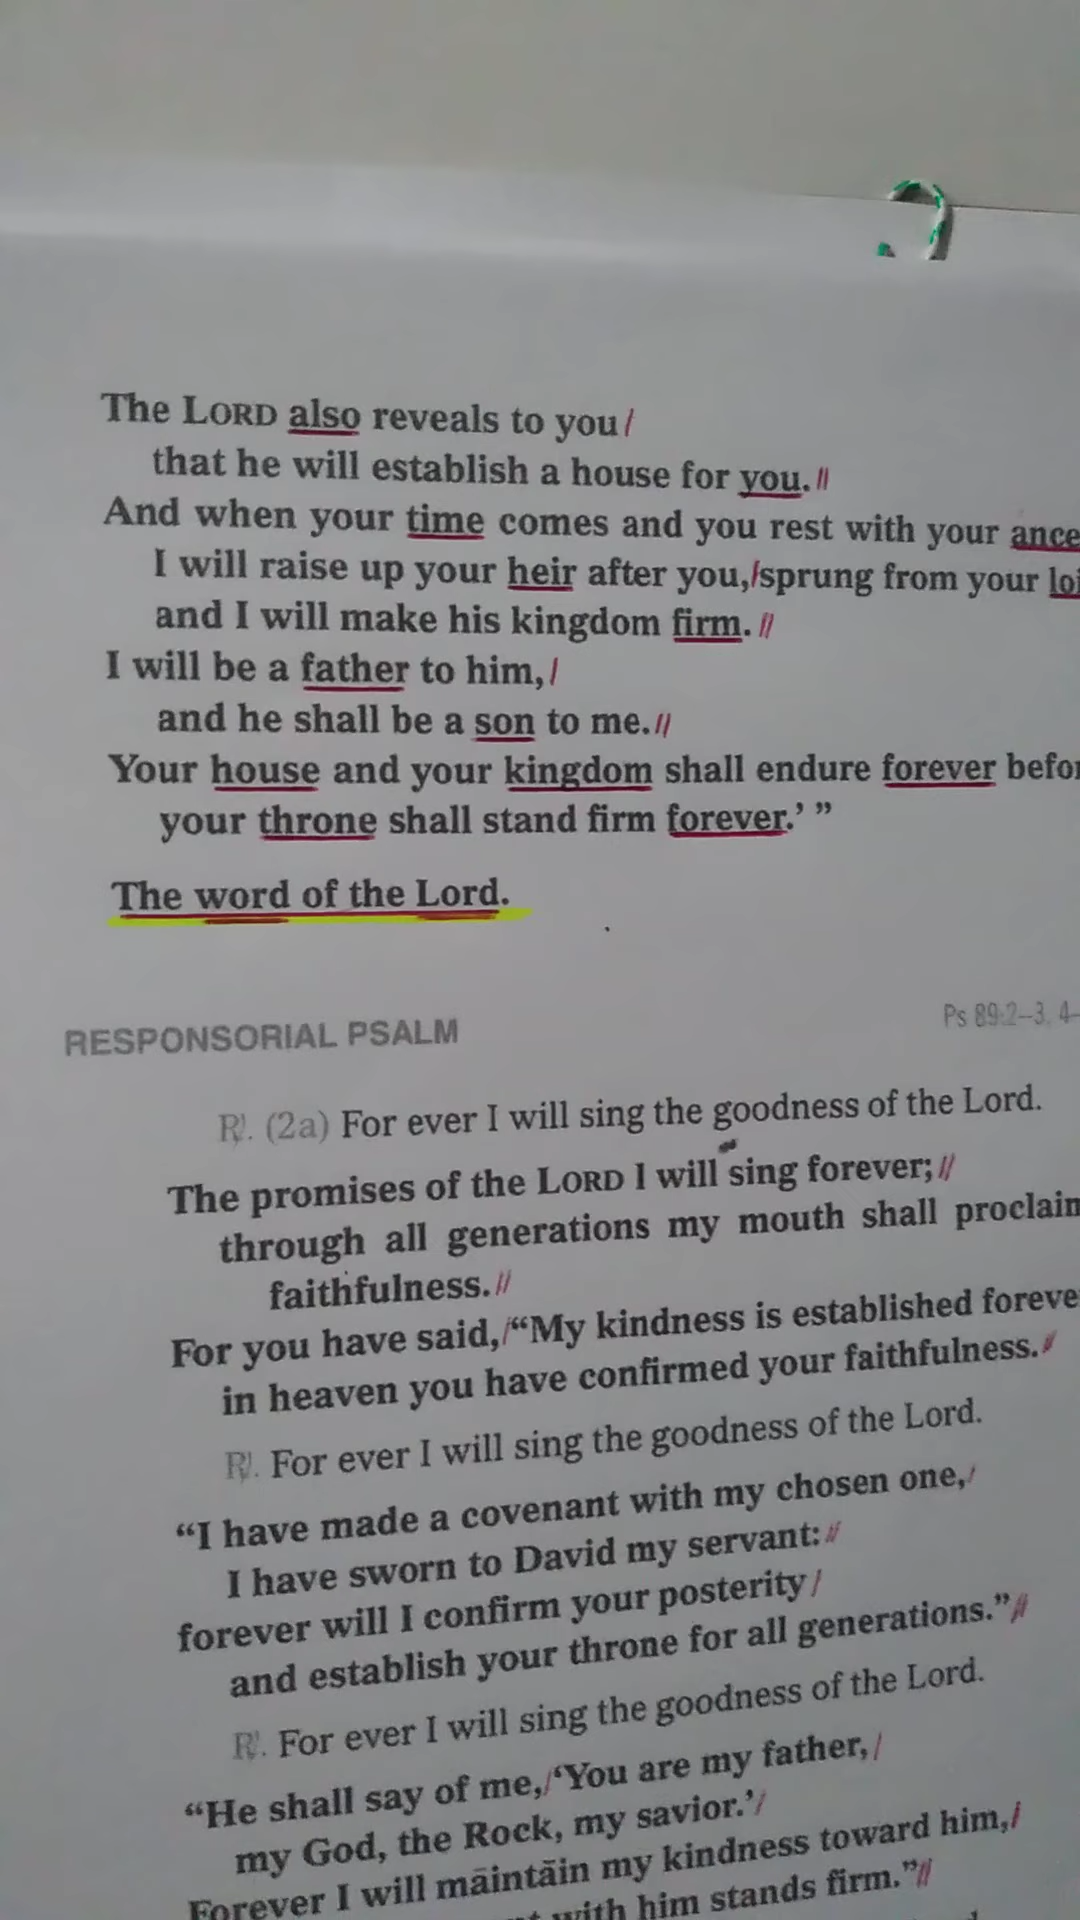 The LORD also reveals to you/
that he will establish a house for you.//
And when your time comes and you rest with your
I will raise up your heir after you,/sprung from your
and I will make his kingdom firm.//
I will be a father to him,/
and he shall be a son to me.//
Your house and your kingdom shall endure forever
your throne shall stand firm forever.’ ”
The word of the Lord.
RESPONSORIAL PSALM
Ps 89:2–3, 4–
R/. (2a) For ever I will sing the goodness of the Lord.
The promises of the LORD I will sing forever;//
through all generations my mouth shall proclaim
faithfulness.//
For you have said,/“My kindness is established
in heaven you have confirmed your faithfulness.//
R/. For ever I will sing the goodness of the Lord.
“I have made a covenant with my chosen one,/
I have sworn to David my servant://
forever will I confirm your posterity/
and establish your throne for all generations.”//
R/. For ever I will sing the goodness of the Lord.
“He shall say of me,/‘You are my father,/
my God, the Rock, my savior.’/
Forever I will māintāin my kindness toward him,/
with him stands firm.”//